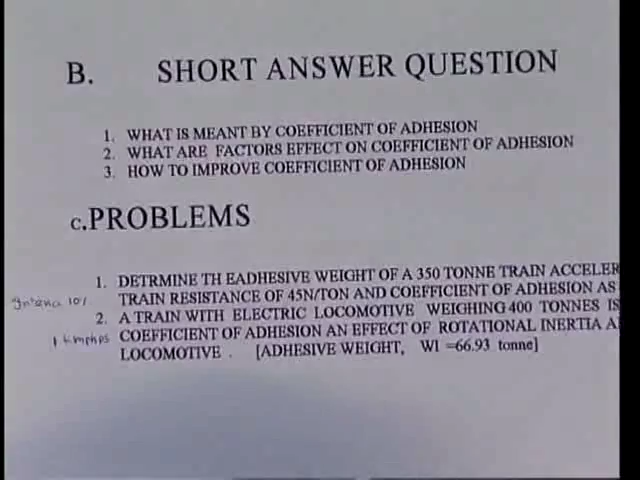 B. SHORT ANSWER QUESTION
1. WHAT IS MEANT BY COEFFICIENT OF ADHESION
2. WHAT ARE FACTORS EFFECT ON COEFFICIENT OF ADHESION
3. HOW TO IMPROVE COEFFICIENT OF ADHESION
c.PROBLEMS
1. DETRMINE TH EADHESIVE WEIGHT OF A 350 TONNE TRAIN ACCELER
TRAIN RESISTANCE OF 45N/TON AND COEFFICIENT OF ADHESION AS
2. A TRAIN WITH ELECTRIC LOCOMOTIVE WEIGHING 400 TONNES IS
1 kmphps COEFFICIENT OF ADHESION AN EFFECT OF ROTATIONAL INERTIA A
LOCOMOTIVE . [ADHESIVE WEIGHT, WI =66.93 tonne]